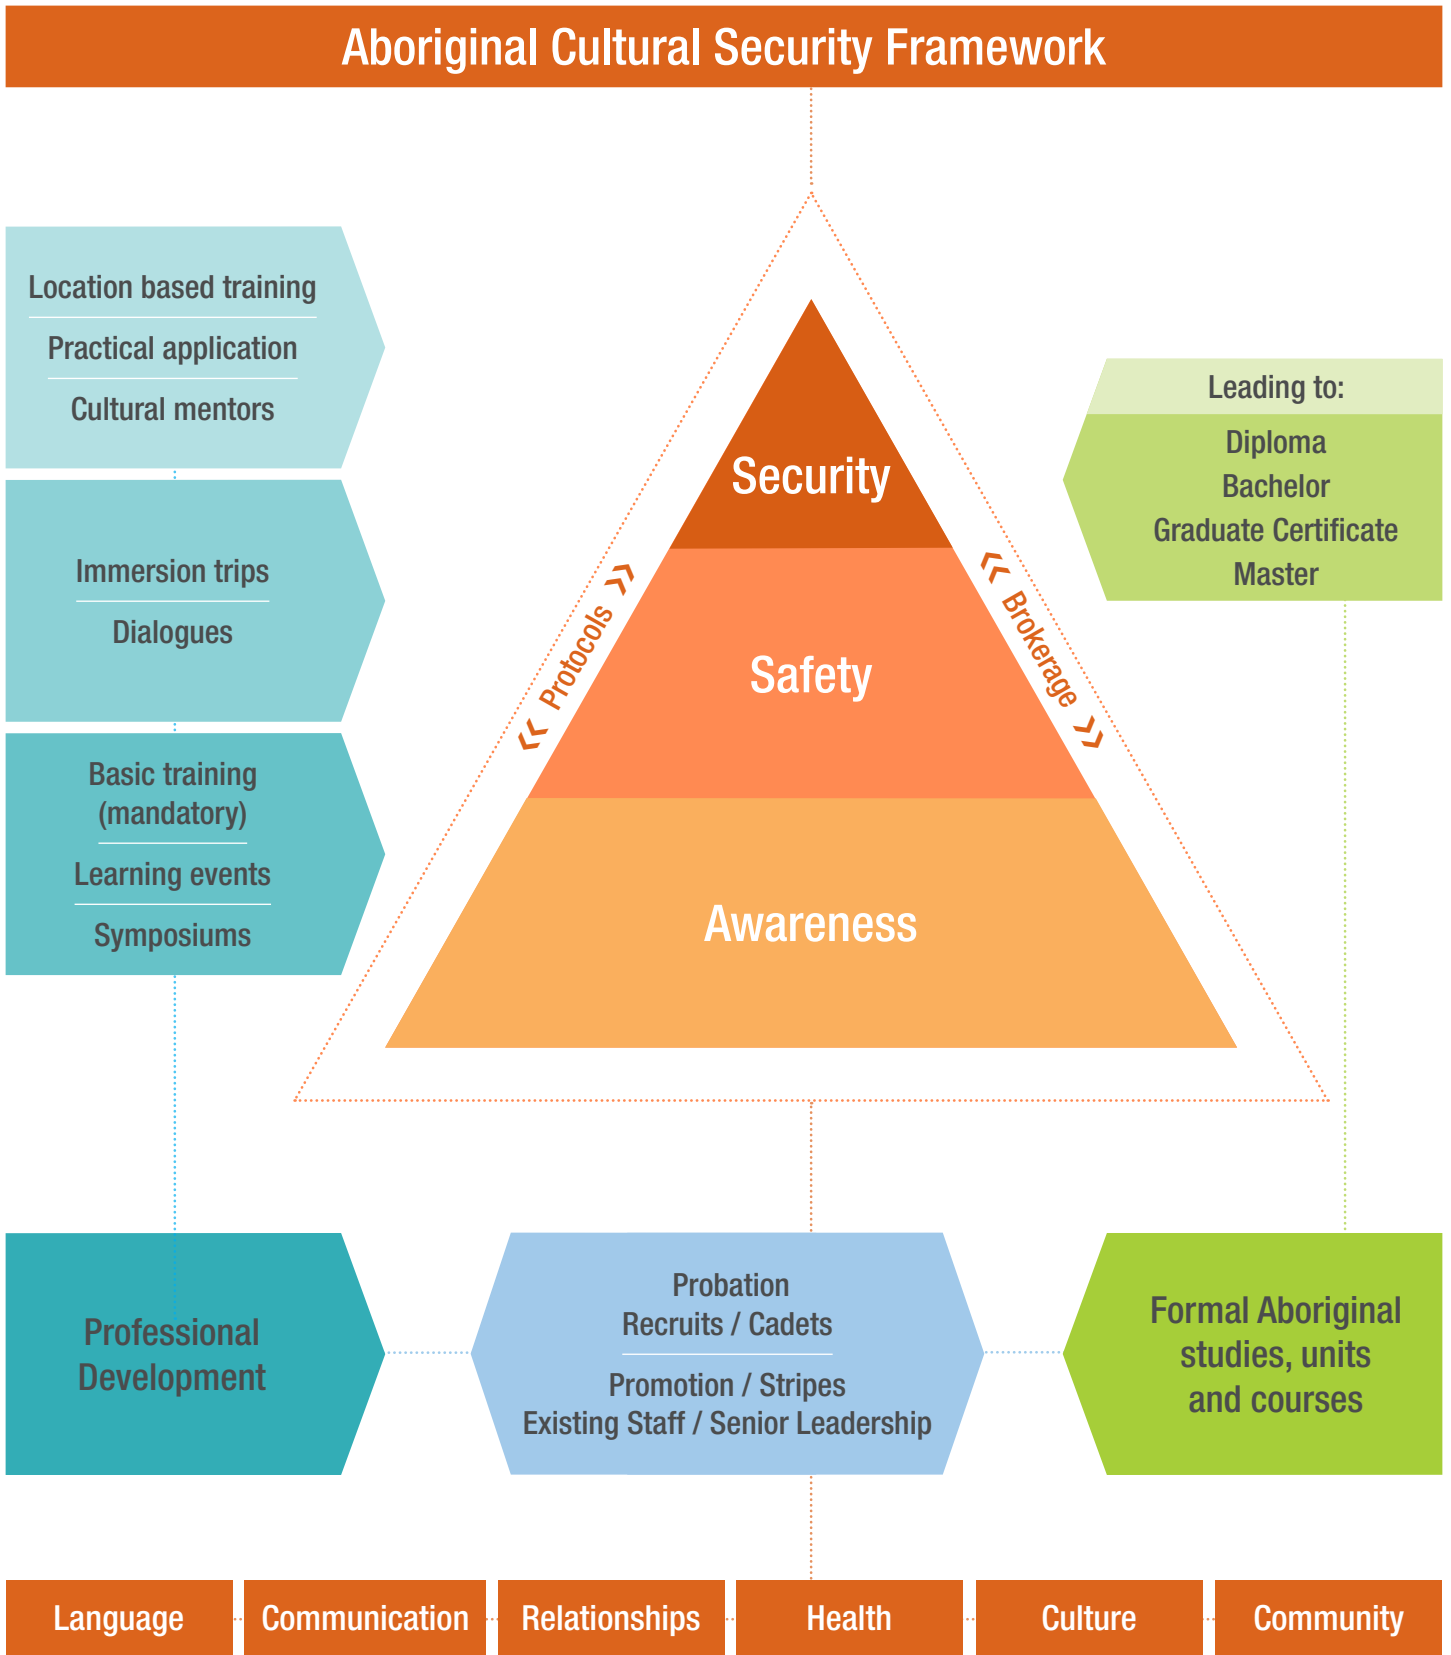 Aboriginal Cultural Security Framework
Location based training
Practical application
Cultural mentors
Immersion trips
Dialogues
Basic training
(mandatory)
Learning events
Symposiums
Security
Safety
Awareness
« Protocols »
« Brokerage »
Leading to:
Diploma
Bachelor
Graduate Certificate
Master
Professional
Development
Probation
Recruits / Cadets
Promotion / Stripes
Existing Staff / Senior Leadership
Formal Aboriginal
studies, units
and courses
Language
Communication
Relationships
Health
Culture
Community